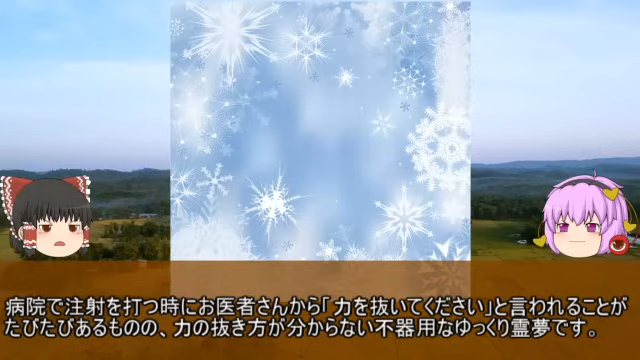 病院で注射を打つ時にお医者さんから「力を抜いてください」と言われることが
たびたびあるものの、力の抜き方が分からない不器用なゆっくり霊夢です。